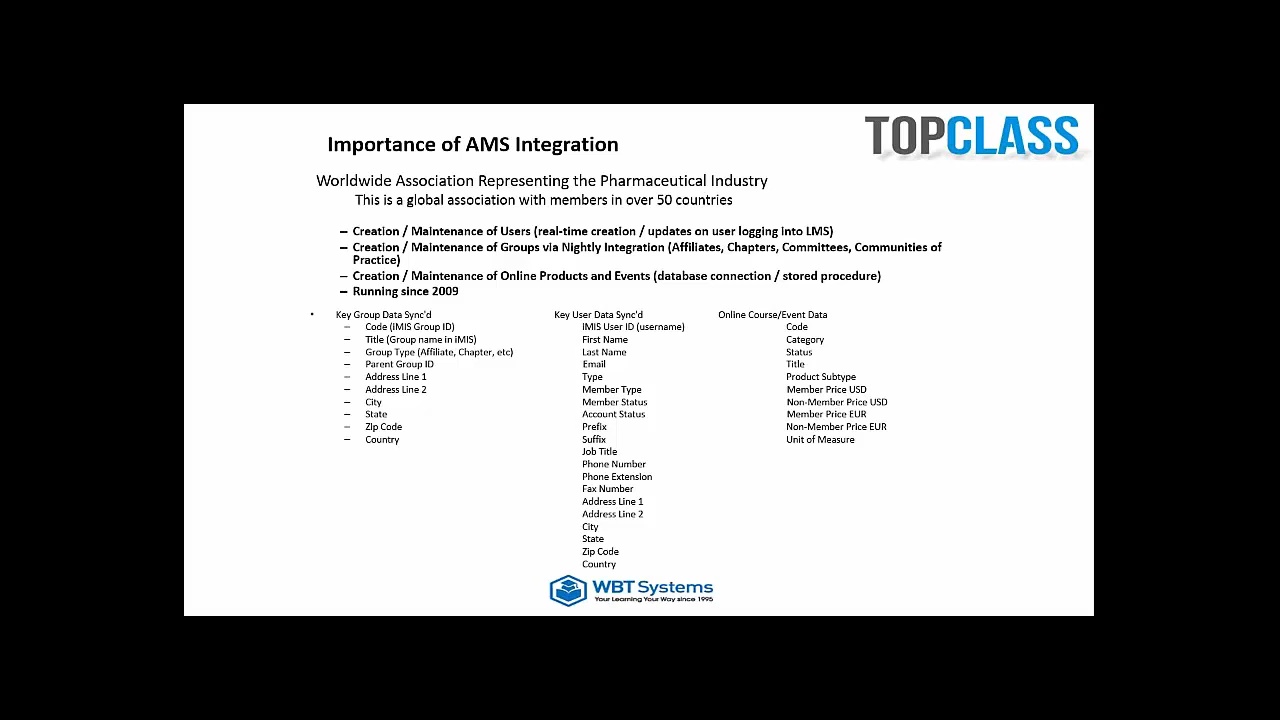 TOPCLASS
Importance of AMS Integration
Worldwide Association Representing the Pharmaceutical Industry
This is a global association with members in over 50 countries
– Creation / Maintenance of Users (real-time creation / updates on user logging into LMS)
– Creation / Maintenance of Groups via Nightly Integration (Affiliates, Chapters, Committees, Communities of
Practice)
– Creation / Maintenance of Online Products and Events (database connection / stored procedure)
– Running since 2009
• Key Group Data Sync'd
– Code (iMIS Group ID)
– Title (Group name in iMIS)
– Group Type (Affiliate, Chapter, etc)
– Parent Group ID
– Address Line 1
– Address Line 2
– City
– State
– Zip Code
– Country
Key User Data Sync'd
iMIS User ID (username)
First Name
Last Name
Email
Type
Member Type
Member Status
Account Status
Prefix
Suffix
Job Title
Phone Number
Phone Extension
Fax Number
Address Line 1
Address Line 2
City
State
Zip Code
Country
Online Course/Event Data
Code
Category
Status
Title
Product Subtype
Member Price USD
Non-Member Price USD
Member Price EUR
Non-Member Price EUR
Unit of Measure
WBT Systems
Your Learning Your Way since 1995